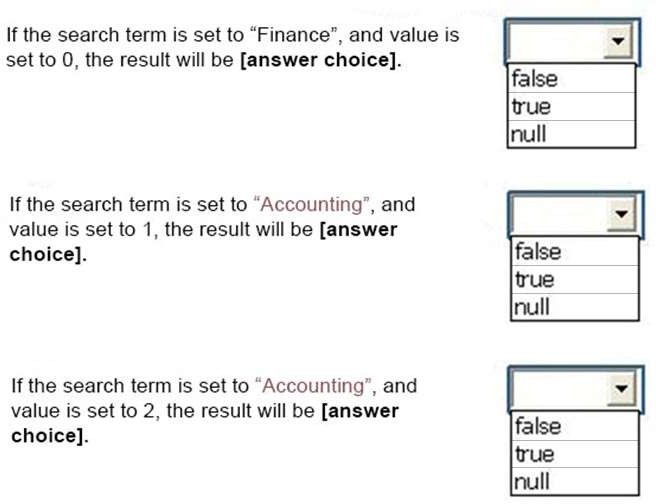 If the search term is set to “Finance”, and value is
set to 0, the result will be [answer choice].
false
true
null
If the search term is set to “Accounting”, and
value is set to 1, the result will be [answer
choice].
false
true
null
If the search term is set to “Accounting”, and
value is set to 2, the result will be [answer
choice].
false
true
null